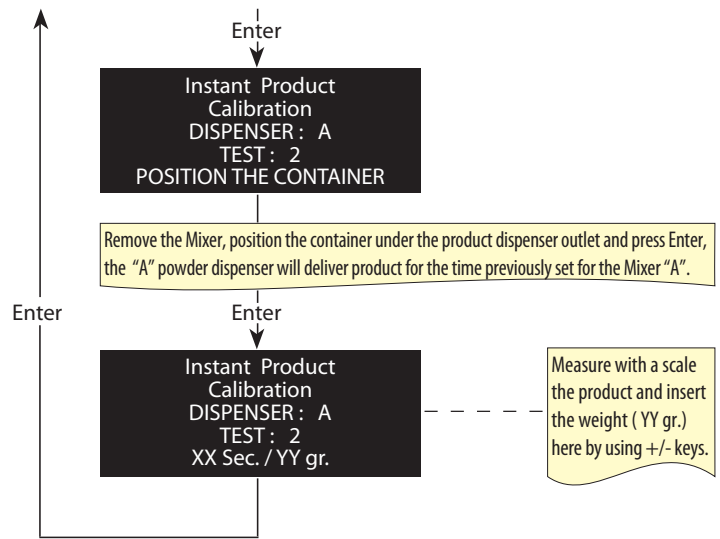 Enter
Instant Product
Calibration
DISPENSER : A
TEST : 2
POSITION THE CONTAINER
Remove the Mixer, position the container under the product dispenser outlet and press Enter,
the “A” powder dispenser will deliver product for the time previously set for the Mixer “A”.
Enter
Enter
Instant Product
Calibration
DISPENSER : A
TEST : 2
XX Sec. / YY gr.
Measure with a scale
the product and insert
the weight ( YY gr.)
here by using +/- keys.